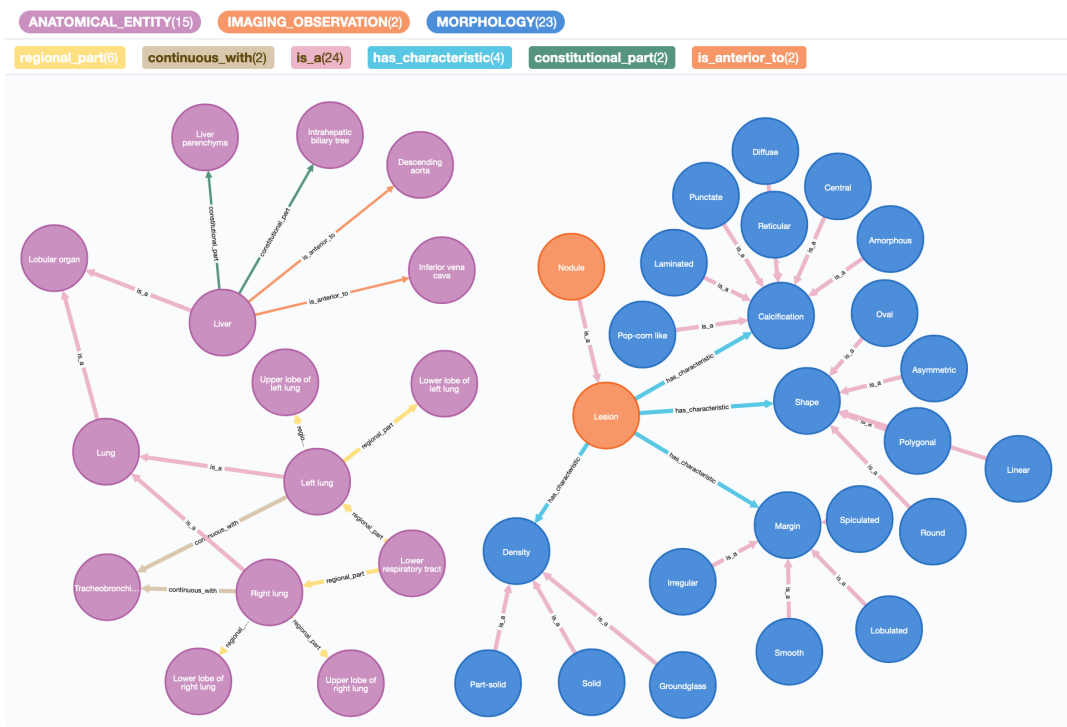 ANATOMICAL_ENTITY(15) IMAGING_OBSERVATION(2) MORPHOLOGY(23)
regional_part(6) continuous_with(2) is_a(24) has_characteristic(4) constitutional_part(2) is_anterior_to(2)
Liver
parenchyma
Intrahepatic
biliary tree
Descending
aorta
Lobular organ
Inferior vena
cava
Liver
constitutional_part
constitutional_part
is_anterior_to
is_anterior_to
is_a
is_a
Upper lobe of
left lung
Lower lobe of
left lung
Lung
Left lung
regio...
regional_part
is_a
is_a
continuous_with
regional_part
Lower
respiratory tract
Tracheobronchi...
continuous_with
Right lung
regional_part
regional_...
regional_part
Lower lobe of
right lung
Upper lobe of
right lung
Nodule
is_a
Lesion
has_characteristic
has_characteristic
has_characteristic
has_characteristic
Diffuse
Punctate
Central
Reticular
Laminated
Amorphous
Pop-corn like
Calcification
is_a
is_a
is_a
is_a
is_a
Oval
Asymmetric
Shape
Polygonal
Linear
Round
is_a
is_a
is_a
is_a
Margin
Spiculated
Irregular
Smooth
Lobulated
is_a
is_a
is_a
Density
Part-solid
Solid
Groundglass
is_a
is_a
is_a